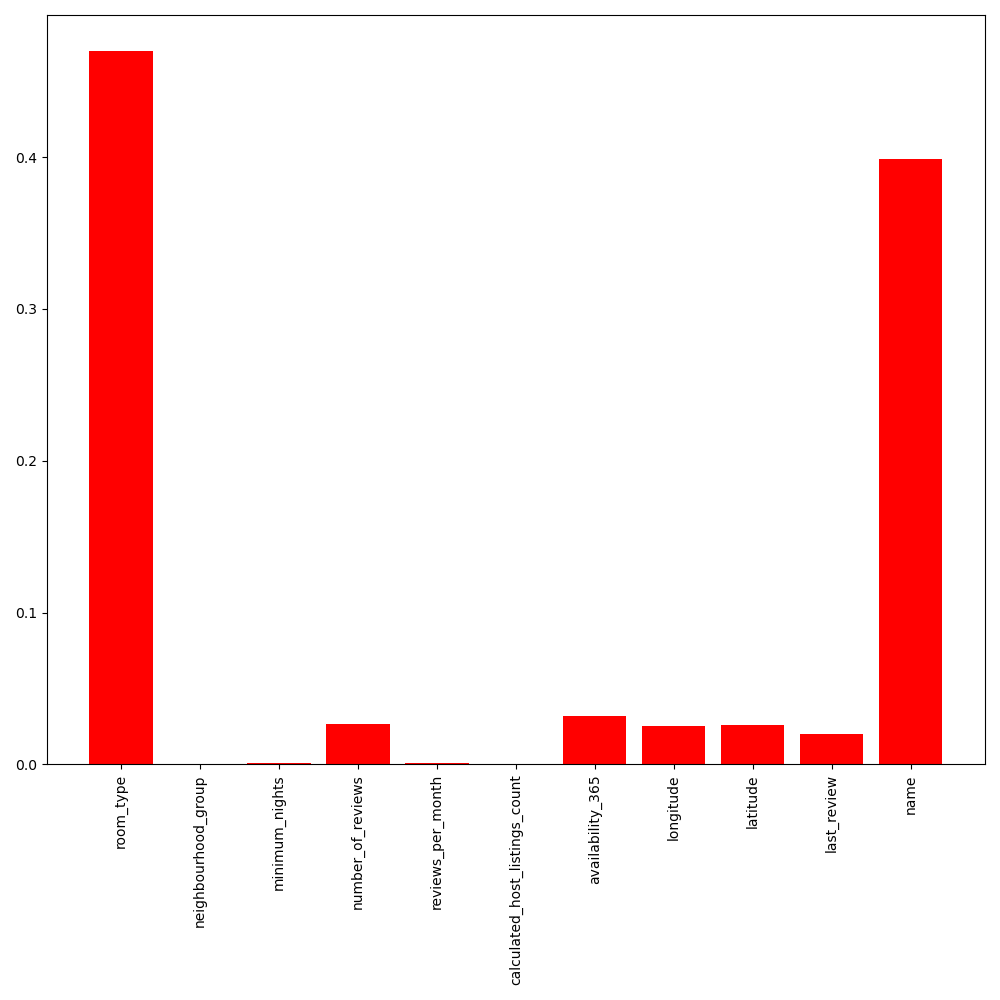 0.4
0.3
0.2
0.1
0.0
room_type
neighbourhood_group
minimum_nights
number_of_reviews
reviews_per_month
calculated_host_listings_count
availability_365
longitude
latitude
last_review
name